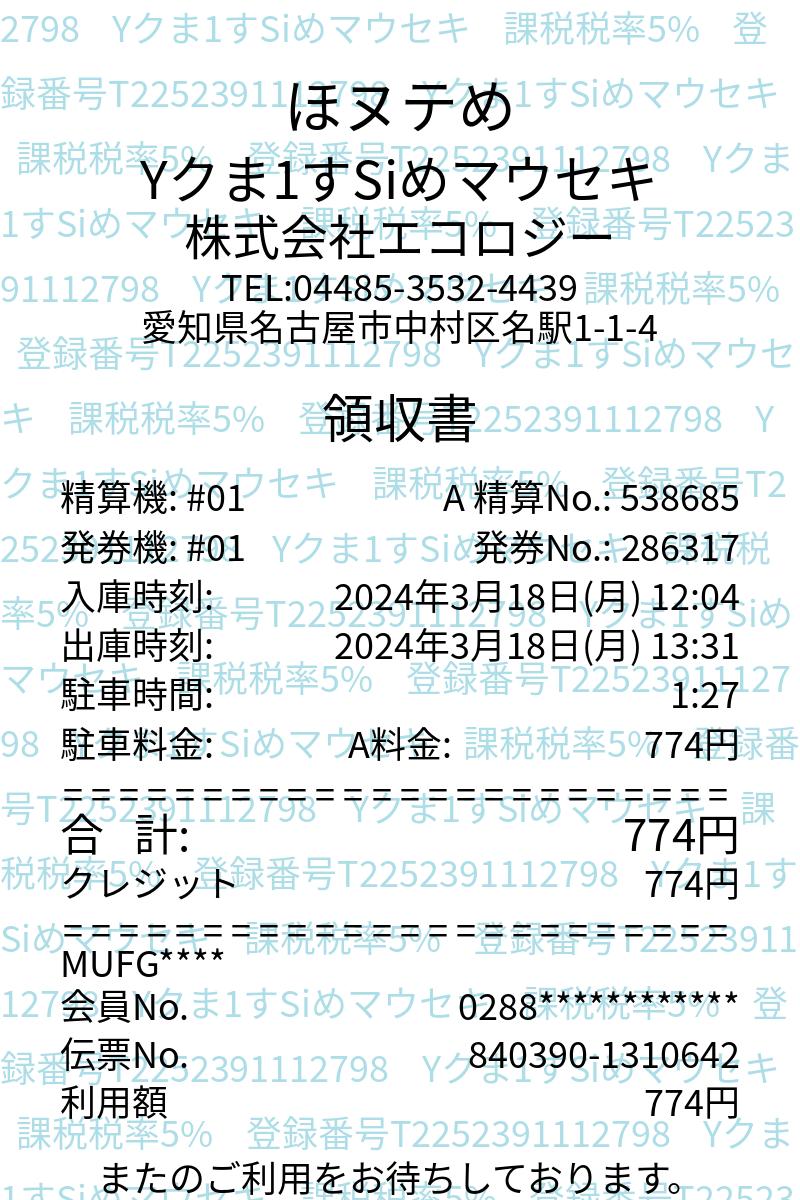 ほヌテめ
Yクま1すSiめマウセキ
株式会社エコロジー
TEL:04485-3532-4439
愛知県名古屋市中村区名駅1-1-4
領収書
精算機: #01 A 精算No.: 538685
発券機: #01 発券No.: 286317
入庫時刻: 2024年3月18日(月) 12:04
出庫時刻: 2024年3月18日(月) 13:31
駐車時間: 1:27
駐車料金: A料金: 774円
========================
合 計: 774円
クレジット 774円
========================
MUFG****
会員No. 0288************
伝票No. 840390-1310642
利用額 774円
またのご利用をお待ちしております。
2798 Yクま1すSiめマウセキ 課税税率5% 登
録番号T2252391112798 Yクま1すSiめマウセキ
課税税率5% 登録番号T2252391112798 Yクま
1すSiめマウセキ 課税税率5% 登録番号T22523
91112798 Yクま1すSiめマウセキ 課税税率5%
登録番号T2252391112798 Yクま1すSiめマウセ
キ 課税税率5% 登録番号T2252391112798 Y
クま1すSiめマウセキ 課税税率5% 登録番号T2
252391112798 Yクま1すSiめマウセキ 課税税
率5% 登録番号T2252391112798 Yクま1すSiめ
マウセキ 課税税率5% 登録番号T22523911127
98 Yクま1すSiめマウセキ 課税税率5% 登録番
号T2252391112798 Yクま1すSiめマウセキ 課
税税率5% 登録番号T2252391112798 Yクま1す
Siめマウセキ 課税税率5% 登録番号T22523911
12798 Yクま1すSiめマウセキ 課税税率5% 登
録番号T2252391112798 Yクま1すSiめマウセキ
課税税率5% 登録番号T2252391112798 Yクま
1すSiめマウセキ 課税税率5% 登録番号T22523